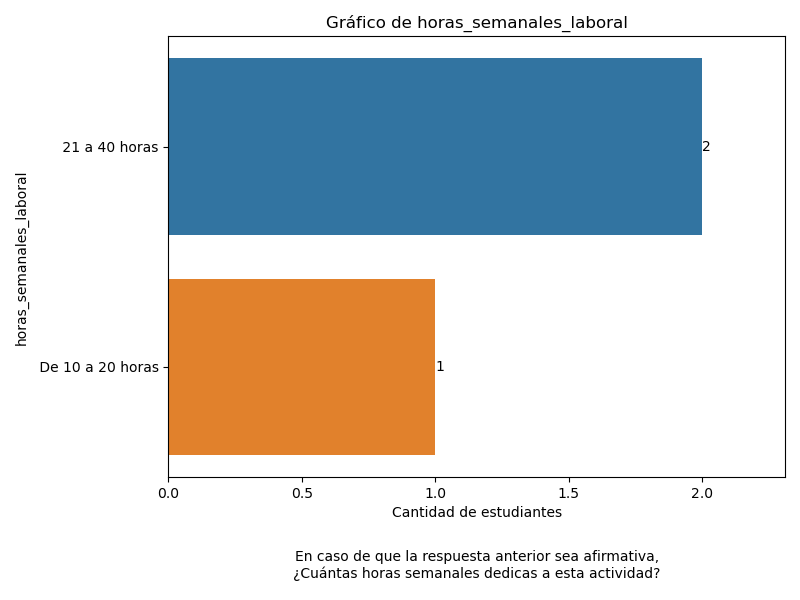 Gráfico de horas_semanales_laboral
horas_semanales_laboral
21 a 40 horas
2
De 10 a 20 horas
1
0.0 0.5 1.0 1.5 2.0
Cantidad de estudiantes
En caso de que la respuesta anterior sea afirmativa,
¿Cuántas horas semanales dedicas a esta actividad?